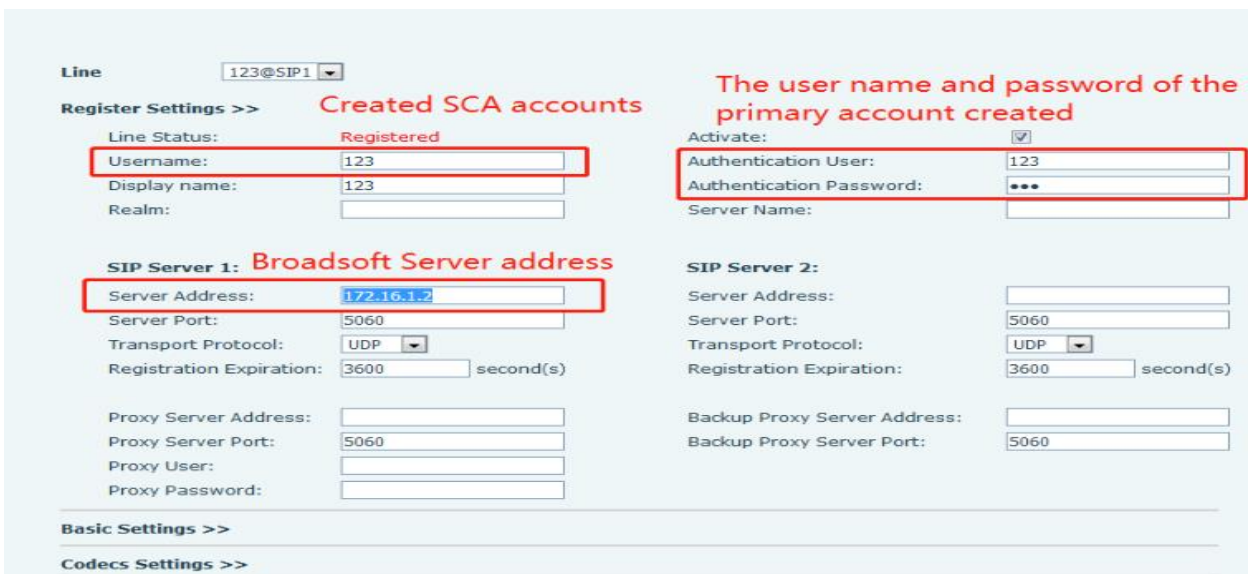 Line 123@SIP1
The user name and password of the
Register Settings >> Created SCA accounts primary account created
Line Status: Registered Activate:
Username: 123 Authentication User: 123
Display name: 123 Authentication Password: •••
Realm: Server Name:
SIP Server 1: Broadsoft Server address SIP Server 2:
Server Address: 172.16.1.2 Server Address:
Server Port: 5060 Server Port: 5060
Transport Protocol: UDP Transport Protocol: UDP
Registration Expiration: 3600 second(s) Registration Expiration: 3600 second(s)
Proxy Server Address: Backup Proxy Server Address:
Proxy Server Port: 5060 Backup Proxy Server Port: 5060
Proxy User:
Proxy Password:
Basic Settings >>
Codecs Settings >>